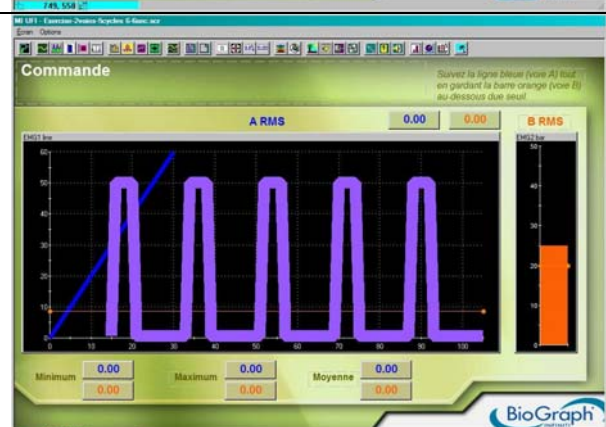 749, 558
MI UFI - Exercise-2voies-5cycles 6-6sec.scr
Ecran Options
Commande
Suivez la ligne bleue (voie A) tout
en gardant la barre orange (voie B)
au-dessous due seuil
A RMS 0.00 0.00 B RMS
EMG1 line
EMG2 bar
60
50
40
30
20
10
0
0 10 20 30 40 50 60 70 80 90 100
50
40
30
20
10
0
Minimum 0.00 Maximum 0.00 Moyenne 0.00
0.00 0.00 0.00
BioGraph
INFINITI